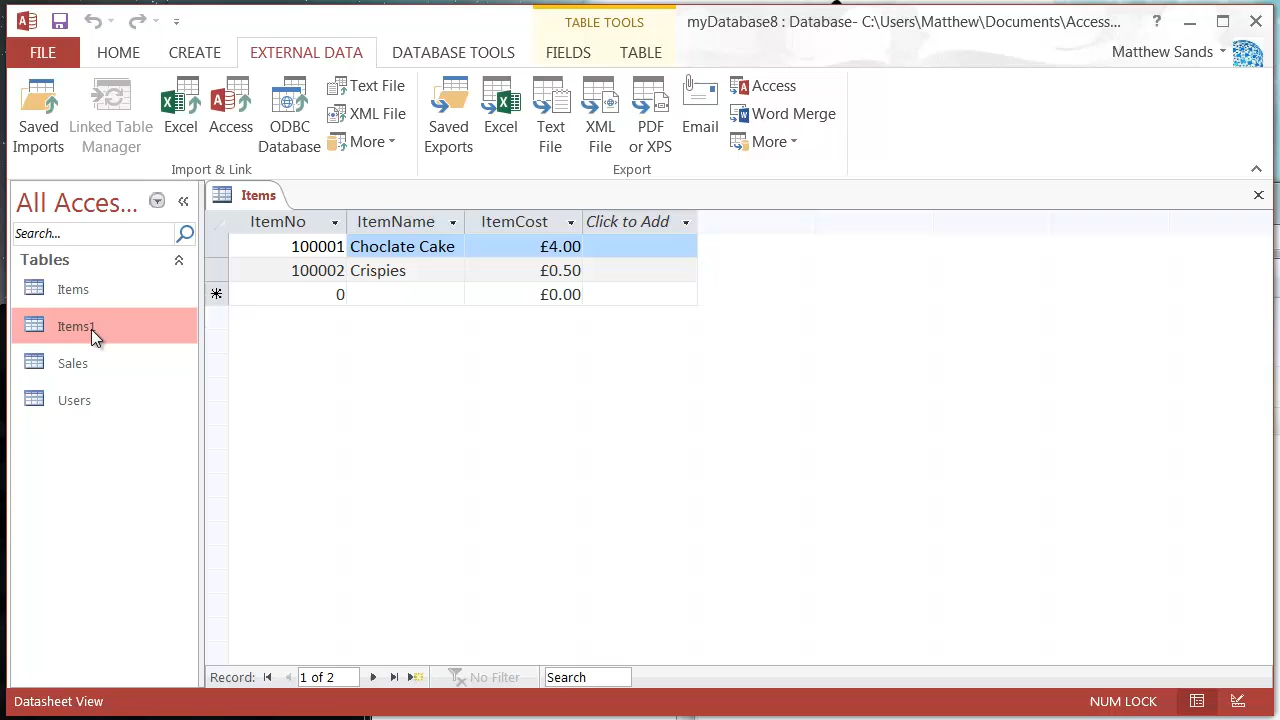 myDatabase8 : Database- C:\Users\Matthew\Documents\Access...
TABLE TOOLS
FILE HOME CREATE EXTERNAL DATA DATABASE TOOLS FIELDS TABLE
Matthew Sands
Saved Imports
Linked Table Manager
Excel
Access
ODBC Database
Text File
XML File
More
Import & Link
Saved Exports
Excel
Text File
XML File
PDF or XPS
Email
Access
Word Merge
More
Export
All Acces...
Search...
Tables
Items
Items1
Sales
Users
Items
ItemNo ItemName ItemCost Click to Add
100001 Choclate Cake £4.00
100002 Crispies £0.50
0 £0.00
Record: 1 of 2 No Filter Search
Datasheet View
NUM LOCK